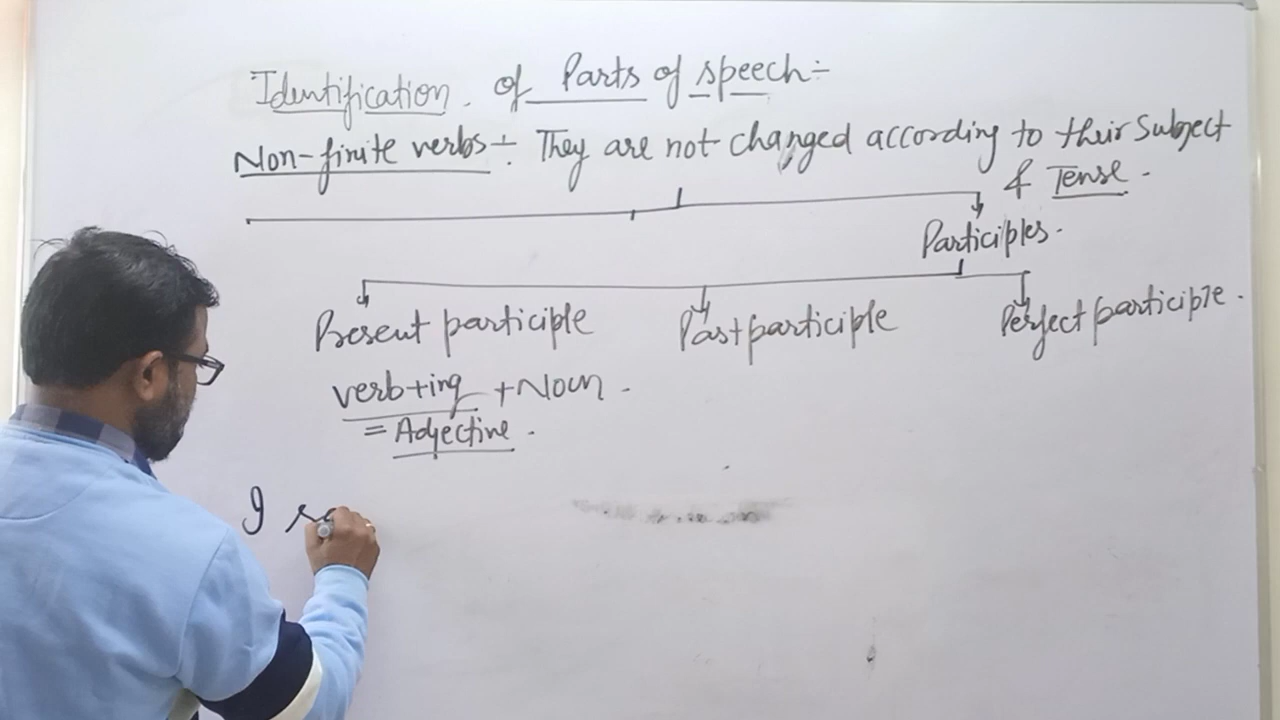 Identification of Parts of speech÷
Non-finite verbs÷ They are not changed according to their Subject
& Tense.
Participles.
Present participle Past participle Perfect participle.
verb+ing +Noun.
= Adjective.
I